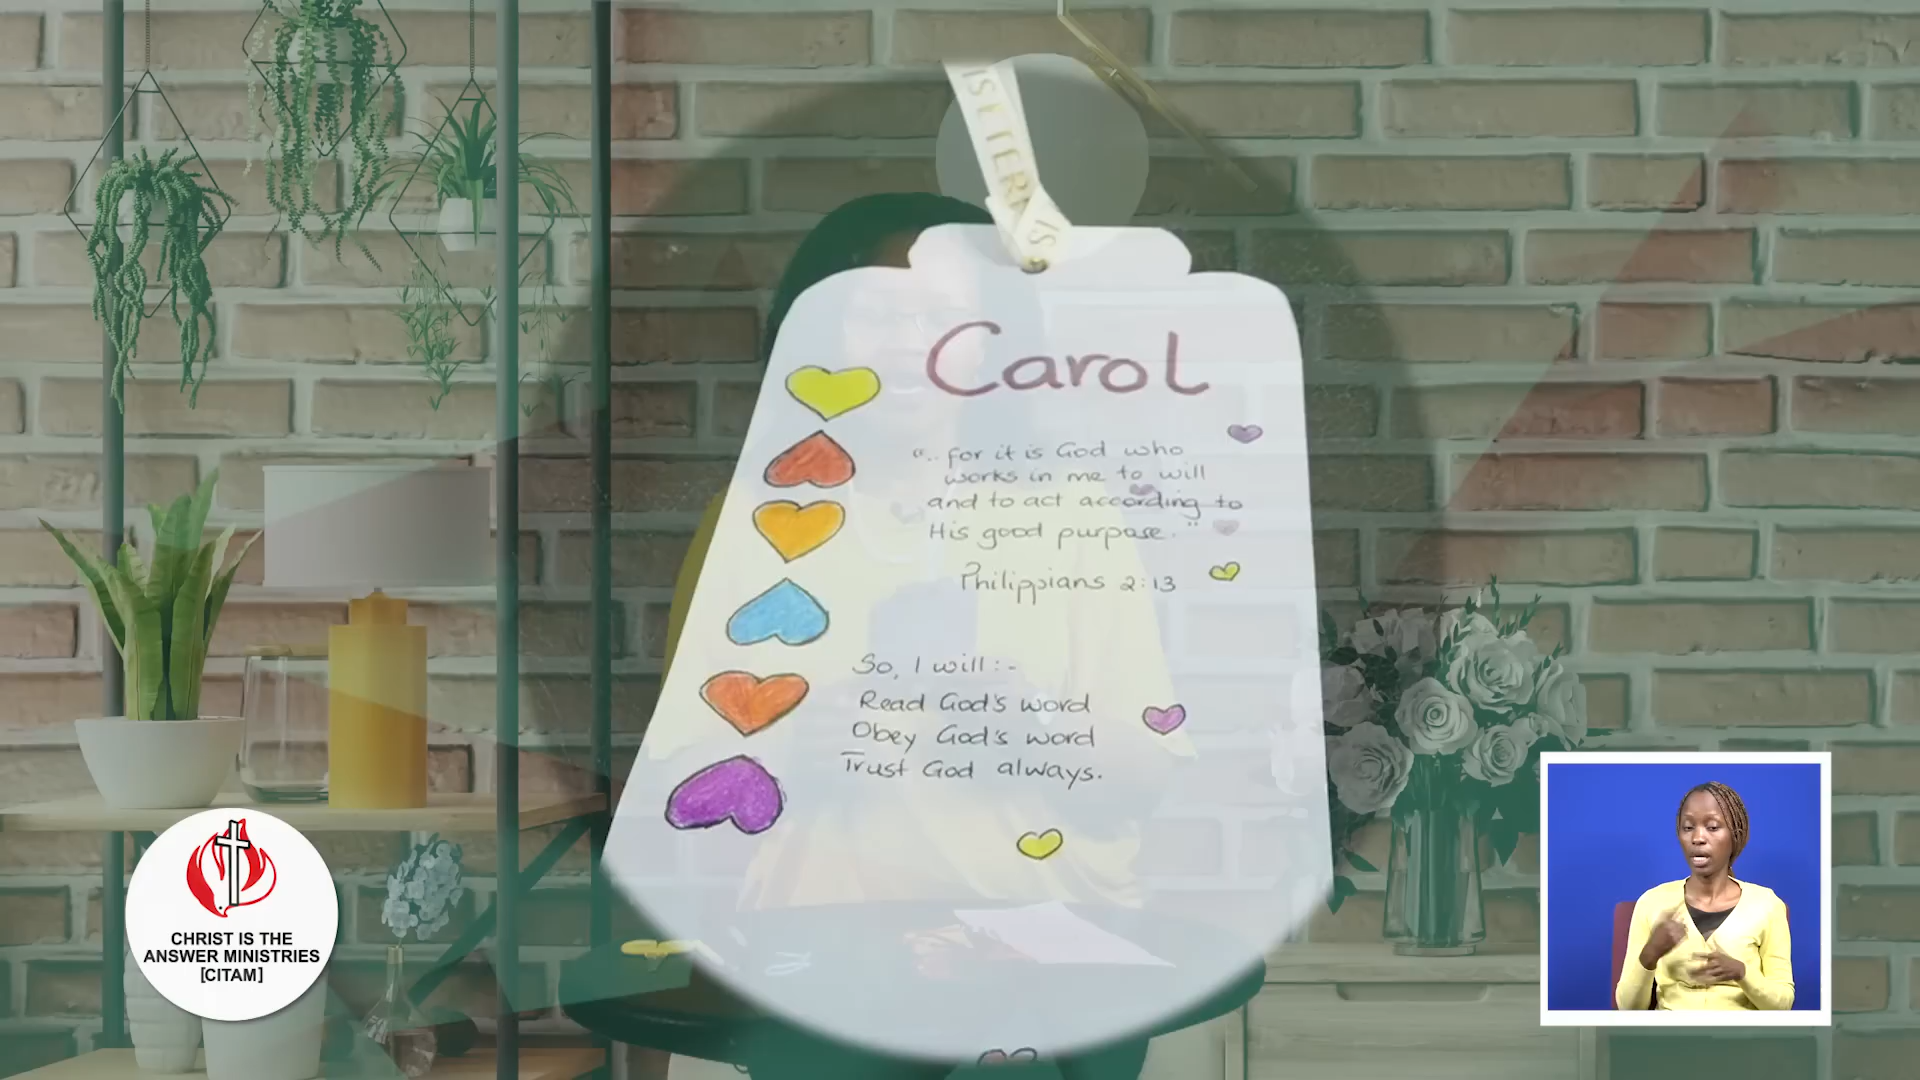 IS ETERN
Carol
"..for it is God who
works in me to will
and to act according to
His good purpose."
Philippians 2:13
So, I will:-
Read God's word
Obey God's word
Trust God always.
CHRIST IS THE
ANSWER MINISTRIES
[CITAM]